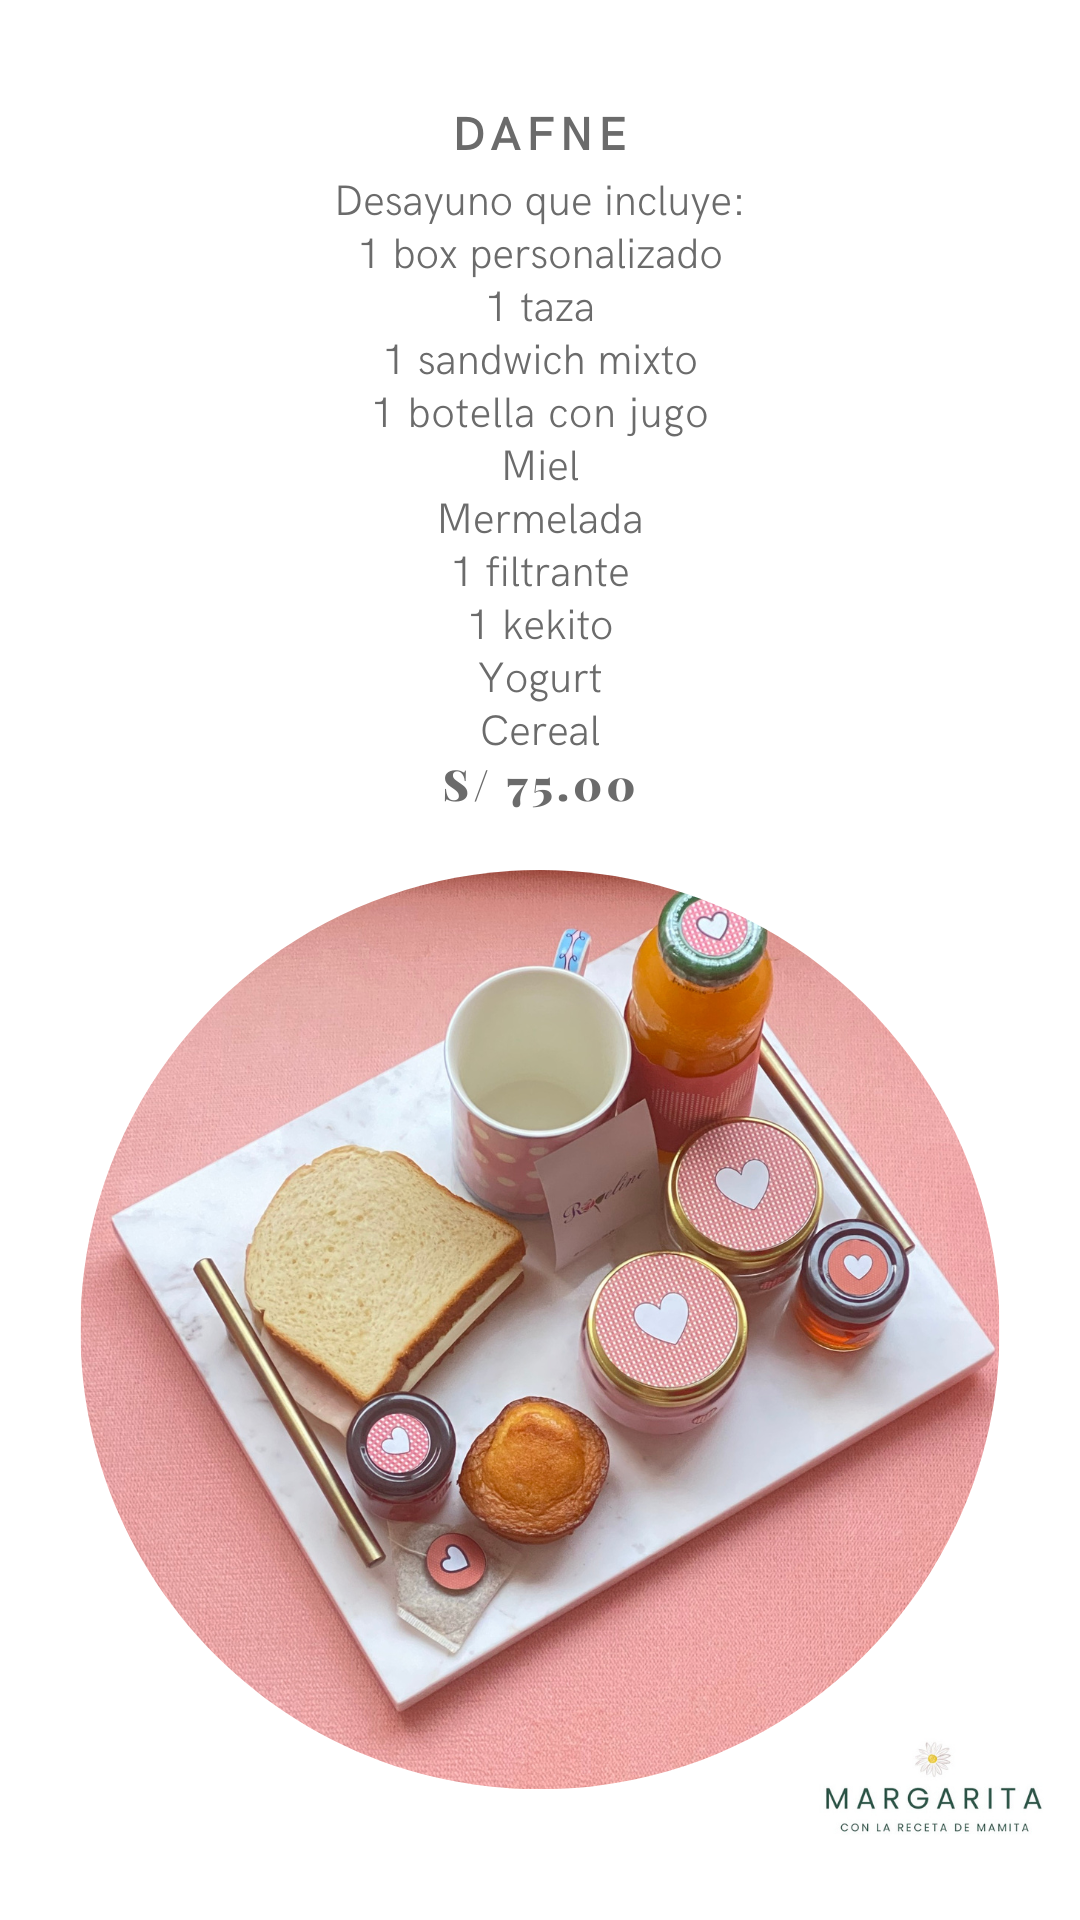 DAFNE
Desayuno que incluye:
1 box personalizado
1 taza
1 sandwich mixto
1 botella con jugo
Miel
Mermelada
1 filtrante
1 kekito
Yogurt
Cereal
S/ 75.00
MARGARITA
CON LA RECETA DE MAMITA